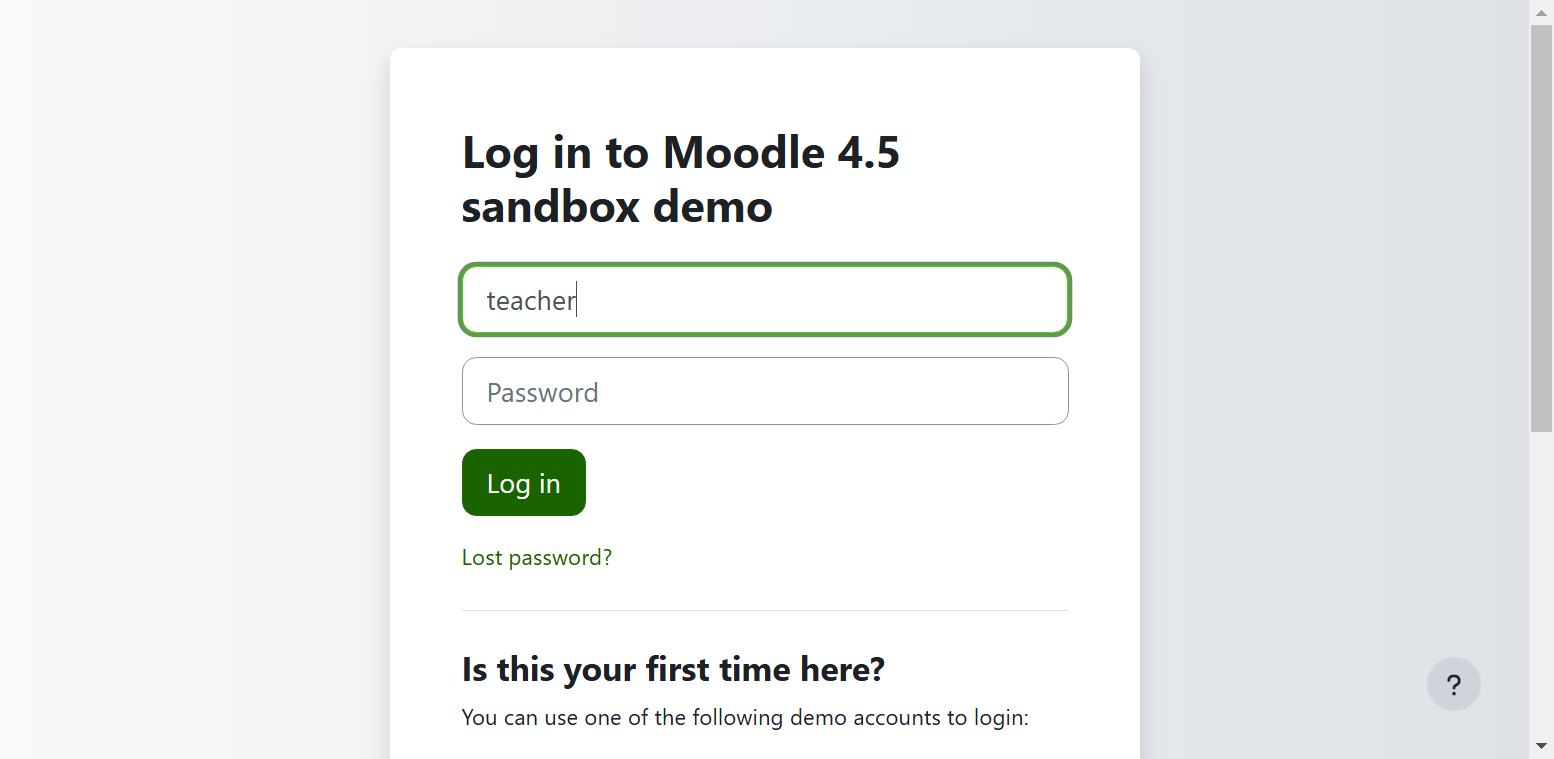 Log in to Moodle 4.5
sandbox demo
teacher
Password
Log in
Lost password?
Is this your first time here?
You can use one of the following demo accounts to login:
?